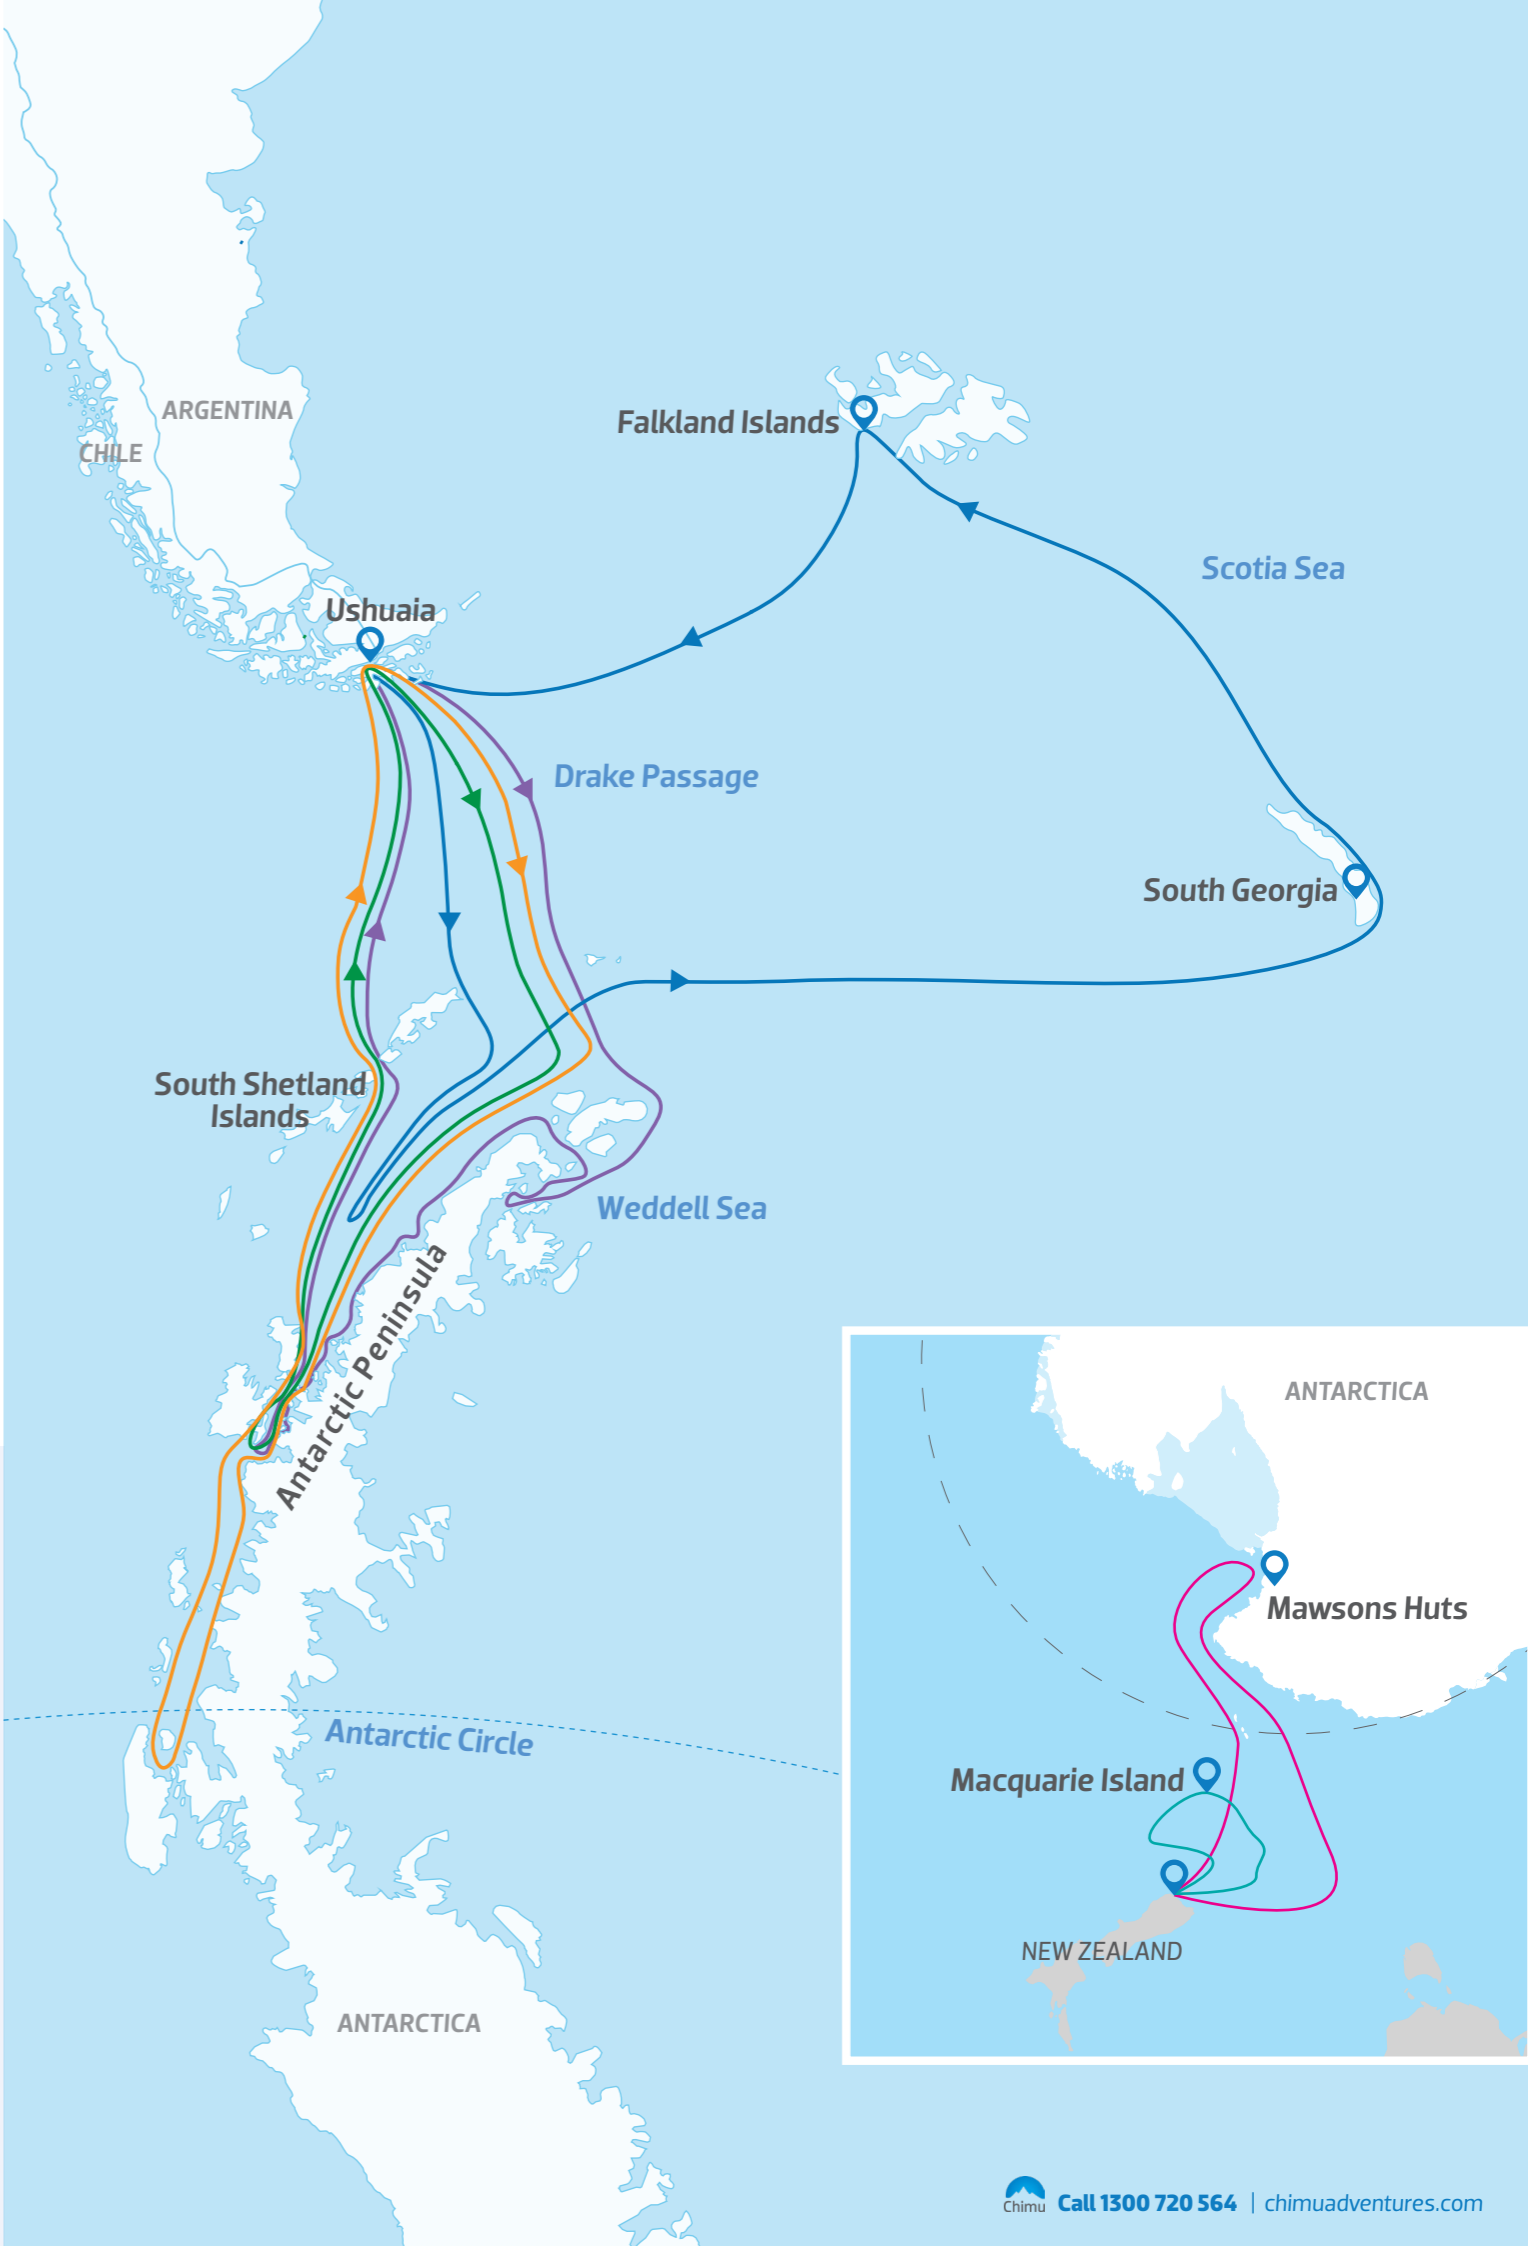 ARGENTINA
CHILE
Falkland Islands
Scotia Sea
Ushuaia
Drake Passage
South Georgia
South Shetland
Islands
Weddell Sea
Antarctic Peninsula
Antarctic Circle
ANTARCTICA
ANTARCTICA
Mawsons Huts
Macquarie Island
NEW ZEALAND
Chimu
Call 1300 720 564 | chimuadventures.com